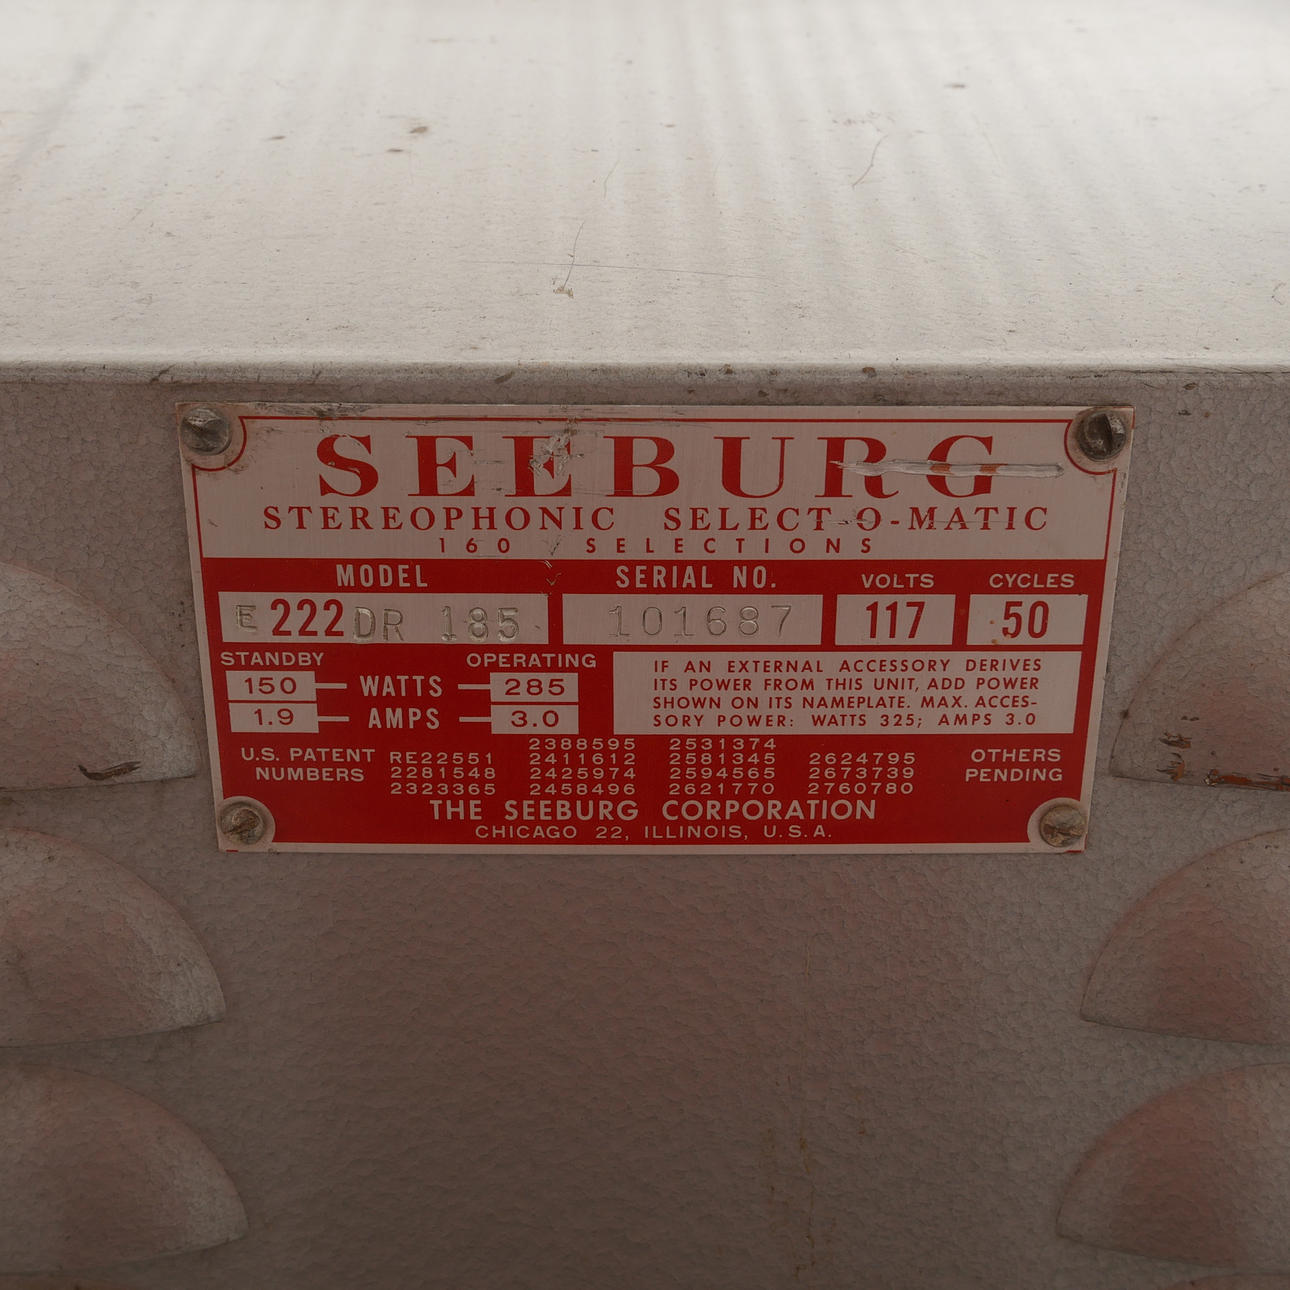 SEEBURG
STEREOPHONIC SELECT-O-MATIC
160 SELECTIONS
MODEL SERIAL NO. VOLTS CYCLES
E 222 DR 185 101687 117 50
STANDBY OPERATING
150 WATTS 285
1.9 AMPS 3.0
IF AN EXTERNAL ACCESSORY DERIVES
ITS POWER FROM THIS UNIT, ADD POWER
SHOWN ON ITS NAMEPLATE. MAX. ACCES-
SORY POWER: WATTS 325; AMPS 3.0
U.S. PATENT
NUMBERS
2388595 2531374
RE22551 2411612 2581345 2624795
2281548 2425974 2594565 2673739
2323365 2458496 2621770 2760780
OTHERS
PENDING
THE SEEBURG CORPORATION
CHICAGO 22, ILLINOIS, U.S.A.